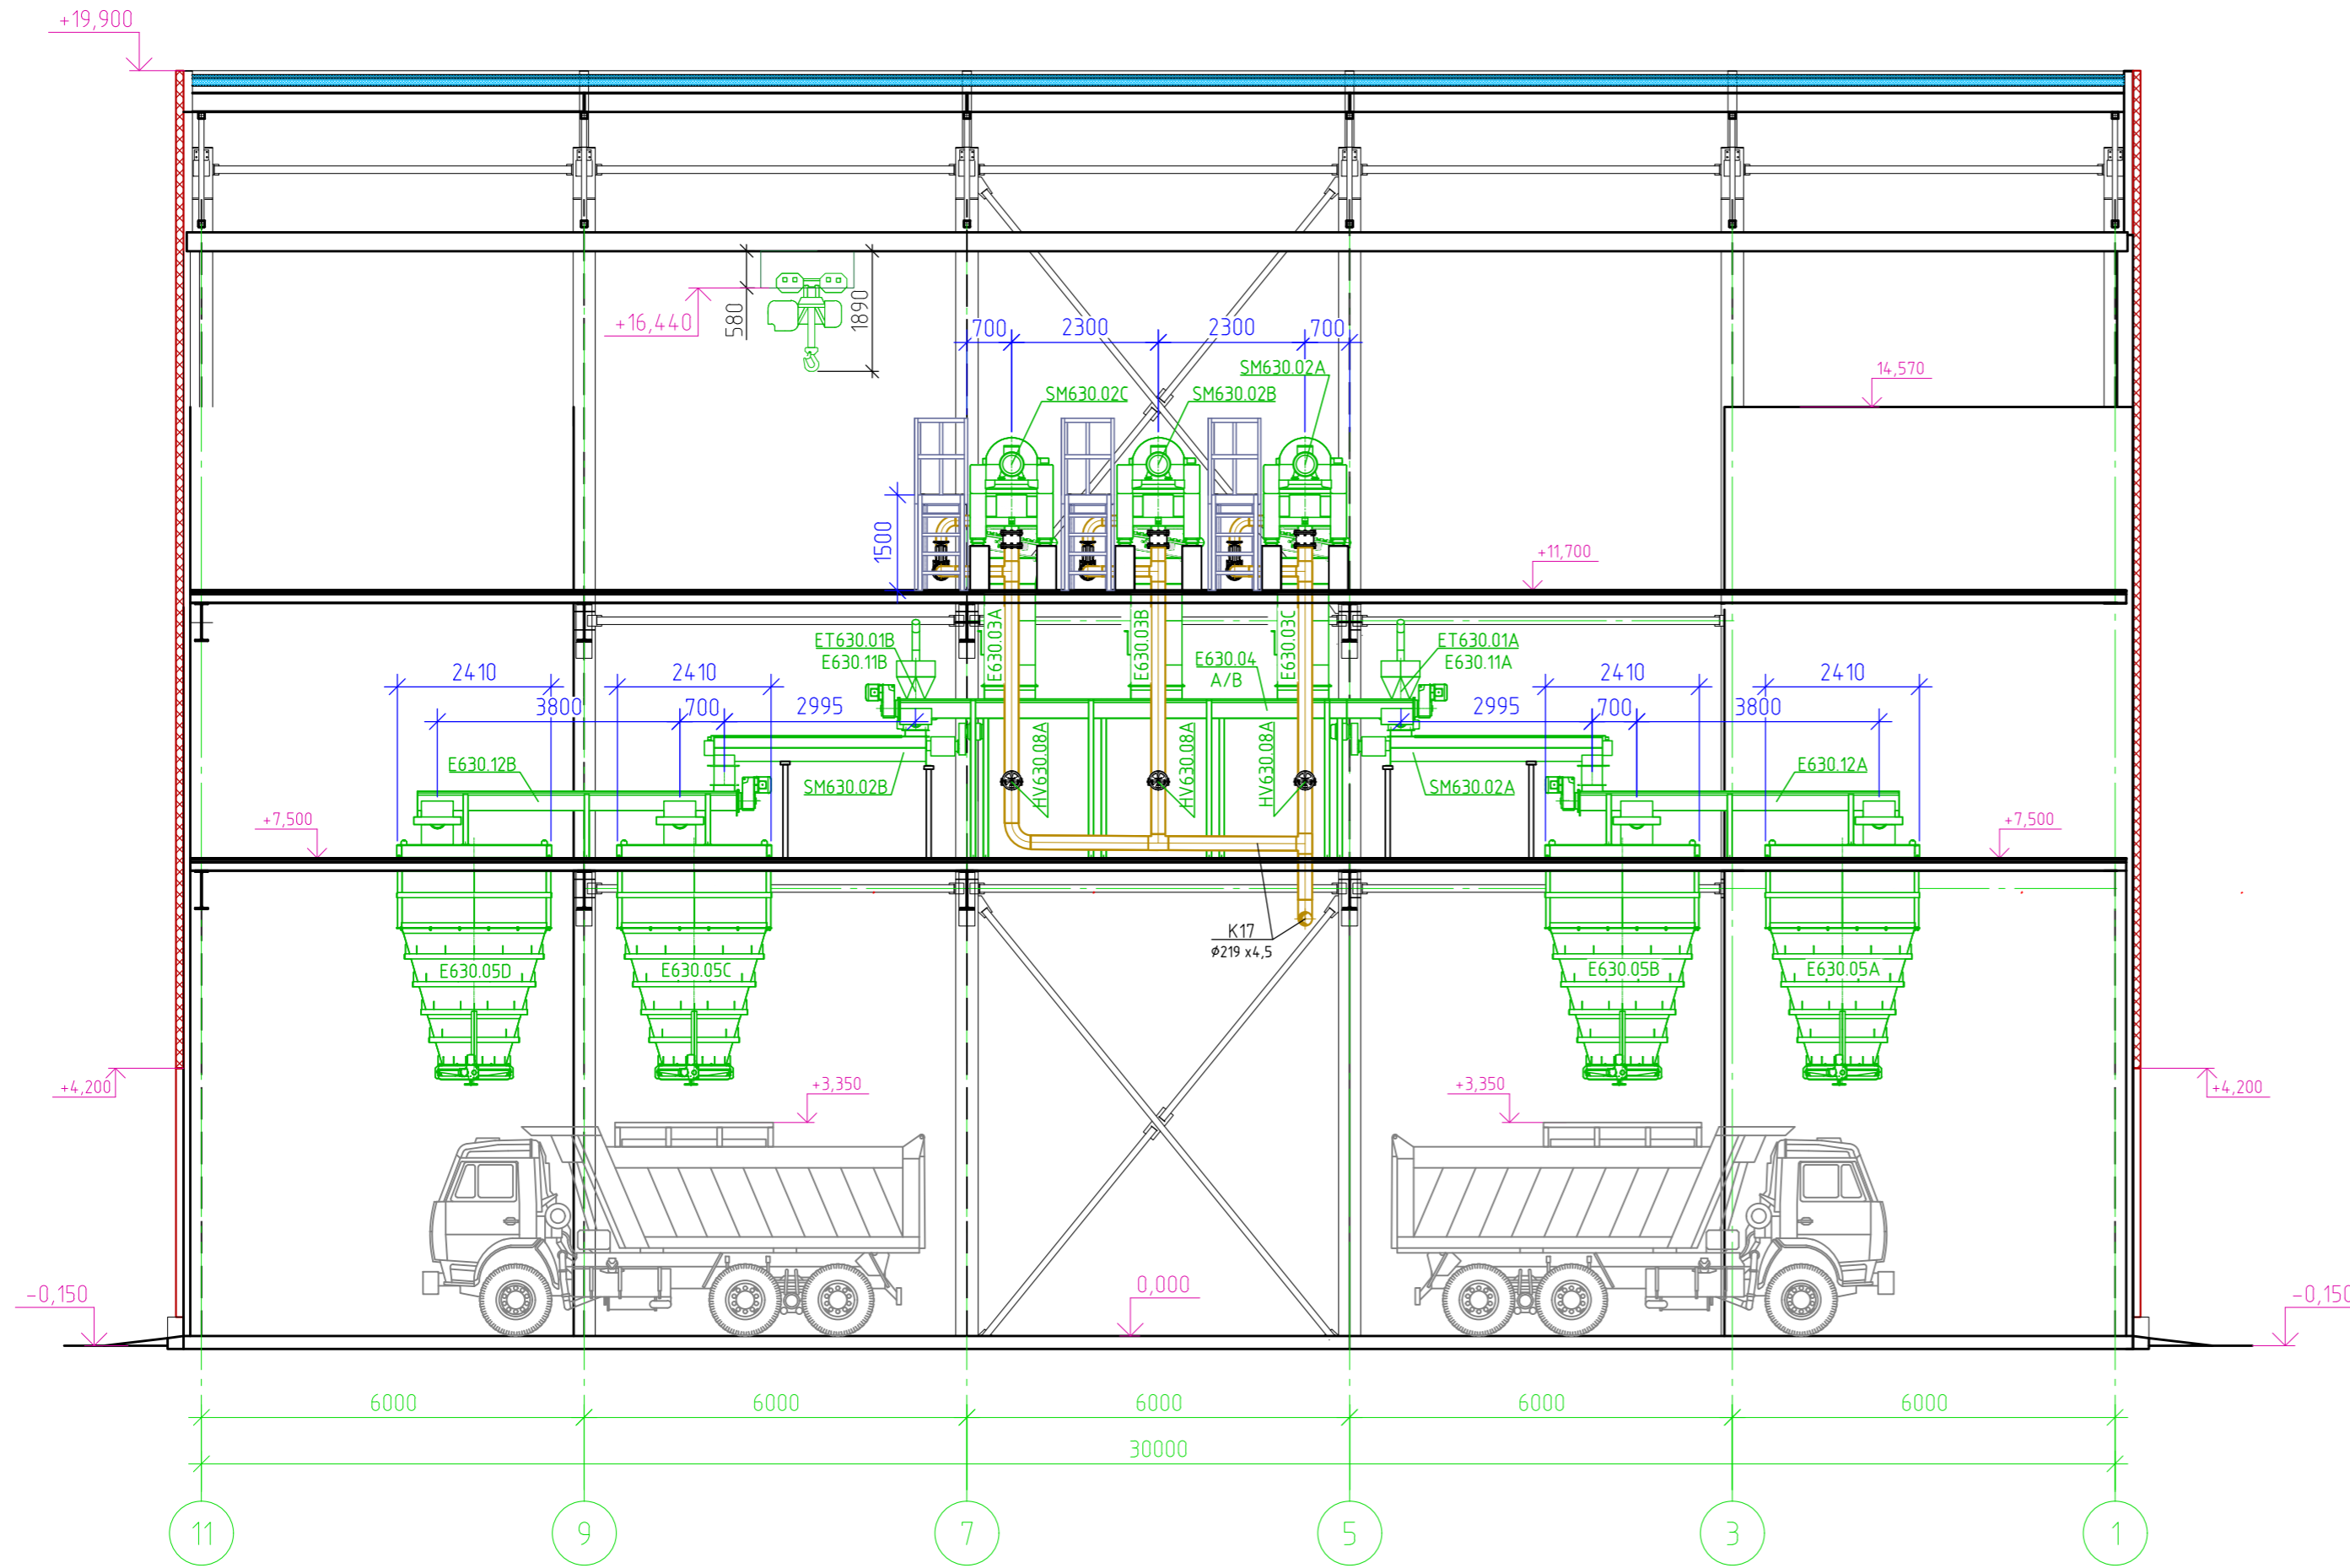 +19,900
580
1890
+16,440
700
2300
2300
700
SM630.02A
SM630.02C
SM630.02B
14,570
1500
+11,700
E630.03A
E630.03B
E630.03C
ET630.01B
E630.11B
E630.04
A/B
ET630.01A
E630.11A
2410
2410
2410
2410
3800
700
2995
2995
700
3800
E630.12B
SM630.02B
HV630.08A
HV630.08A
HV630.08A
SM630.02A
E630.12A
+7,500
+7,500
K17
φ219 x4,5
E630.05D
E630.05C
E630.05B
E630.05A
+4,200
+3,350
+3,350
+4,200
-0,150
0,000
-0,150
6000
6000
6000
6000
6000
30000
11
9
7
5
3
1